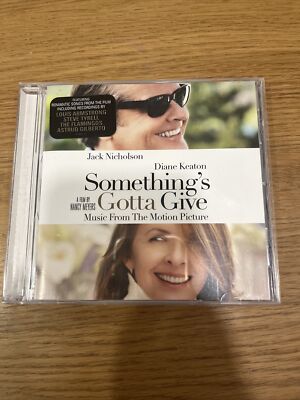 FEATURING
ROMANTIC SONGS FROM THE FILM
INCLUDING RECORDINGS BY
LOUIS ARMSTRONG
STEVE TYRELL
THE FLAMINGOS
ASTRUD GILBERTO
Jack Nicholson
Diane Keaton
Something's
A FILM BY
NANCY MEYERS
Gotta Give
Music From The Motion Picture